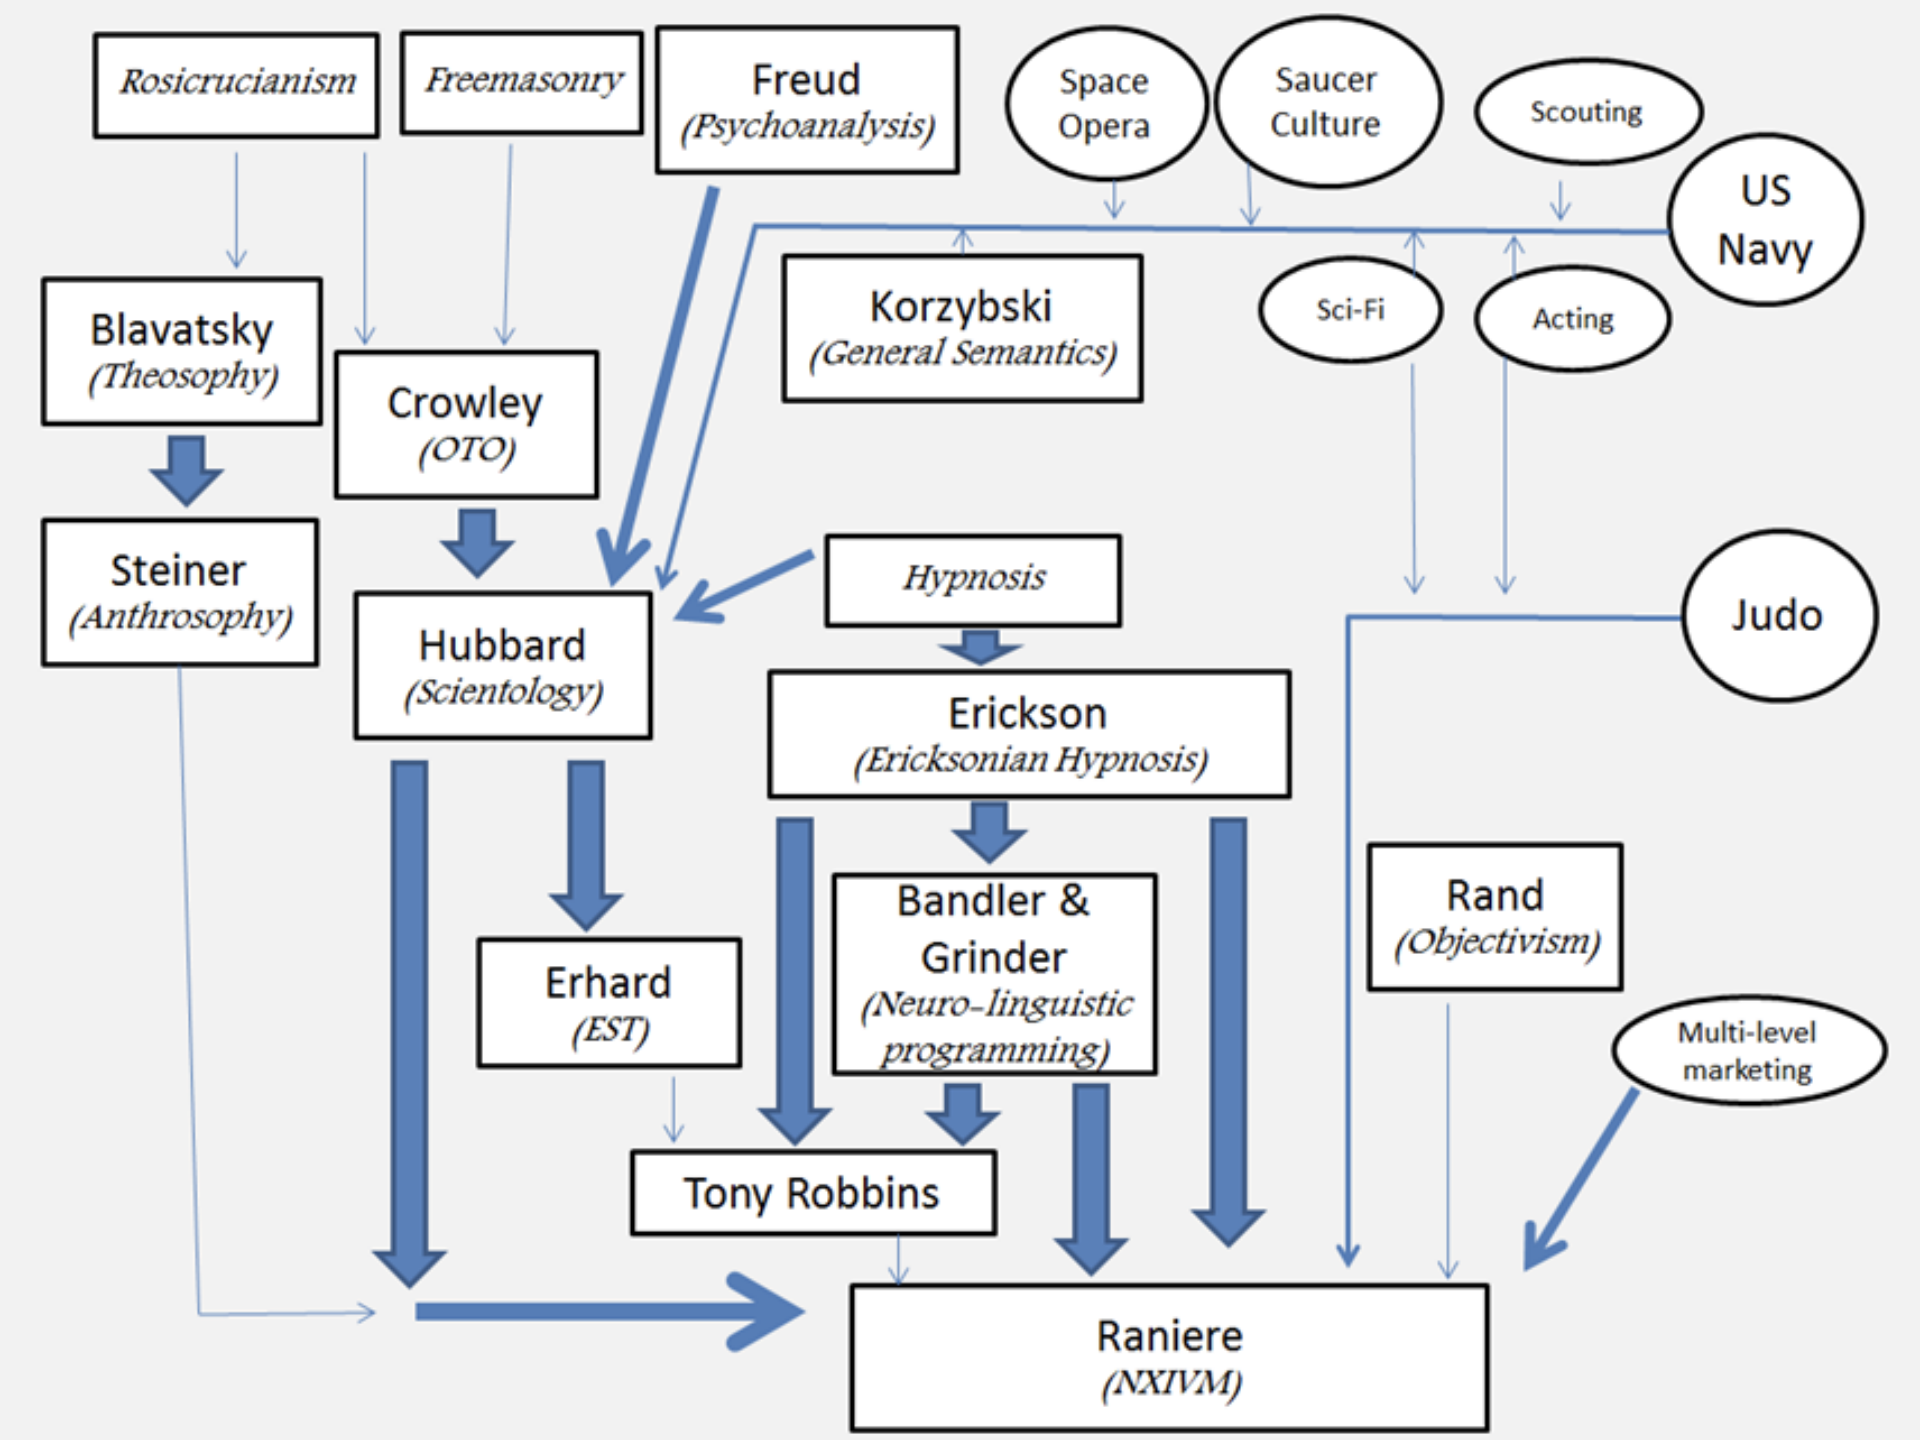 Rosicrucianism
Freemasonry
Freud
(Psychoanalysis)
Space
Opera
Saucer
Culture
Scouting
US
Navy
Blavatsky
(Theosophy)
Crowley
(OTO)
Korzybski
(General Semantics)
Sci-Fi
Acting
Steiner
(Anthrosophy)
Hubbard
(Scientology)
Hypnosis
Judo
Erickson
(Ericksonian Hypnosis)
Erhard
(EST)
Bandler &
Grinder
(Neuro-linguistic
programming)
Rand
(Objectivism)
Multi-level
marketing
Tony Robbins
Raniere
(NXIVM)